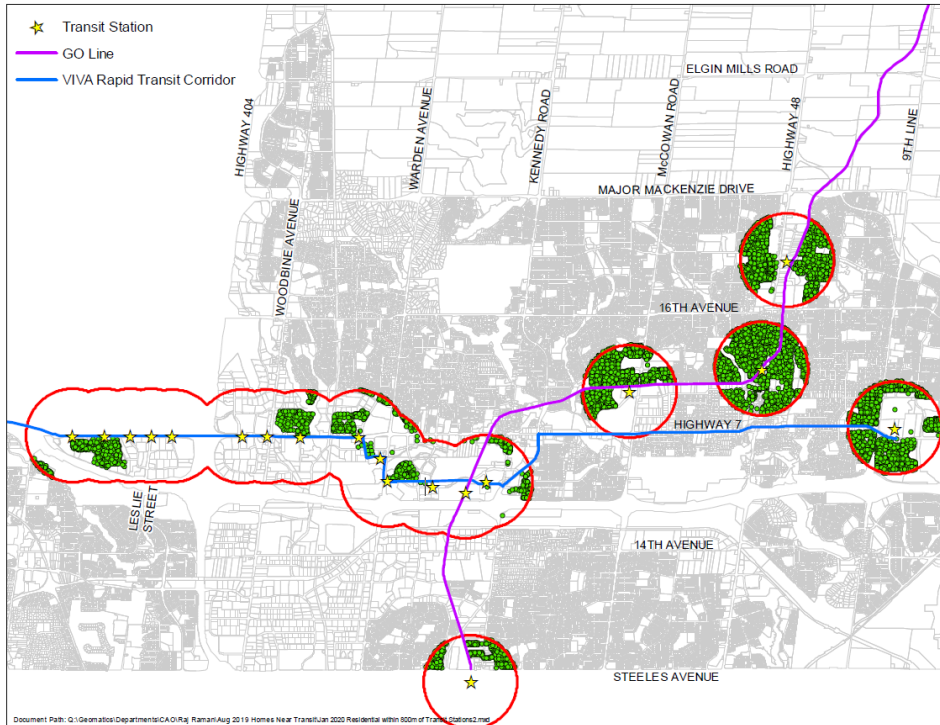 Transit Station
GO Line
VIVA Rapid Transit Corridor
ELGIN MILLS ROAD
HIGHWAY 404
WARDEN AVENUE
KENNEDY ROAD
McCOWAN ROAD
HIGHWAY 48
9TH LINE
MAJOR MACKENZIE DRIVE
WOODBINE AVENUE
16TH AVENUE
HIGHWAY 7
LESLIE
STREET
14TH AVENUE
STEELES AVENUE
Document Path: Q:\Geomatics\Departments\CAO\Raj Raman\Aug 2019 Homes Near Transit\Jan 2020 Residential within 800m of Transit Stations2.mxd